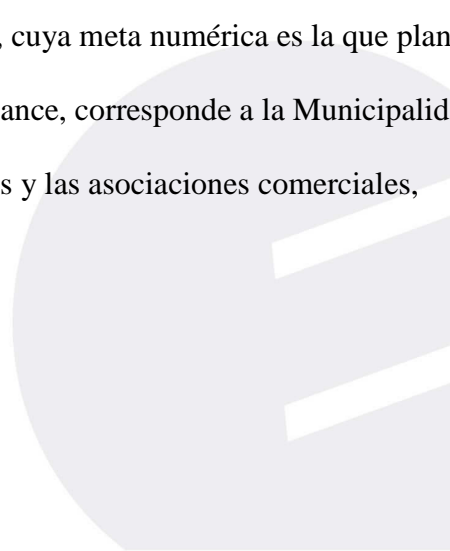 , cuya meta numérica es la que plan
ance, corresponde a la Municipalid
s y las asociaciones comerciales,